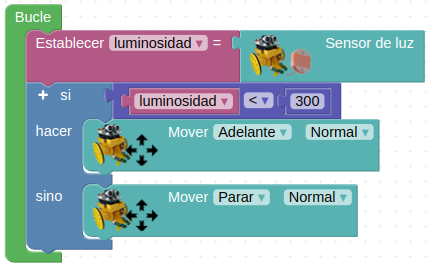 Bucle
Establecer luminosidad = Sensor de luz
+ si luminosidad < 300
hacer Mover Adelante Normal
sino Mover Parar Normal